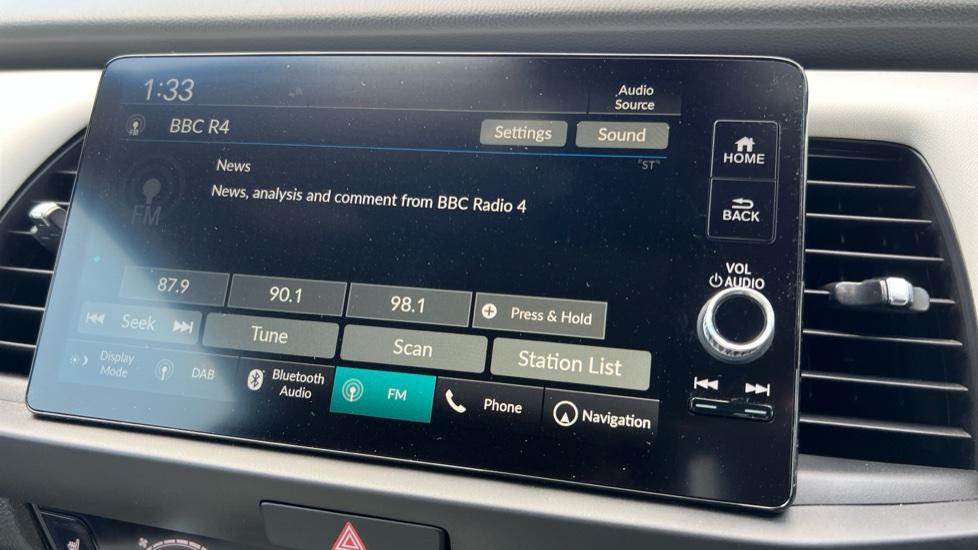 1:33
Audio
Source
FM
BBC R4
Settings
Sound
"ST"
News
News, analysis and comment from BBC Radio 4
FM
HOME
BACK
VOL
AUDIO
87.9
90.1
98.1
Press & Hold
Seek
Tune
Scan
Station List
Display
Mode
DAB
Bluetooth
Audio
FM
Phone
Navigation